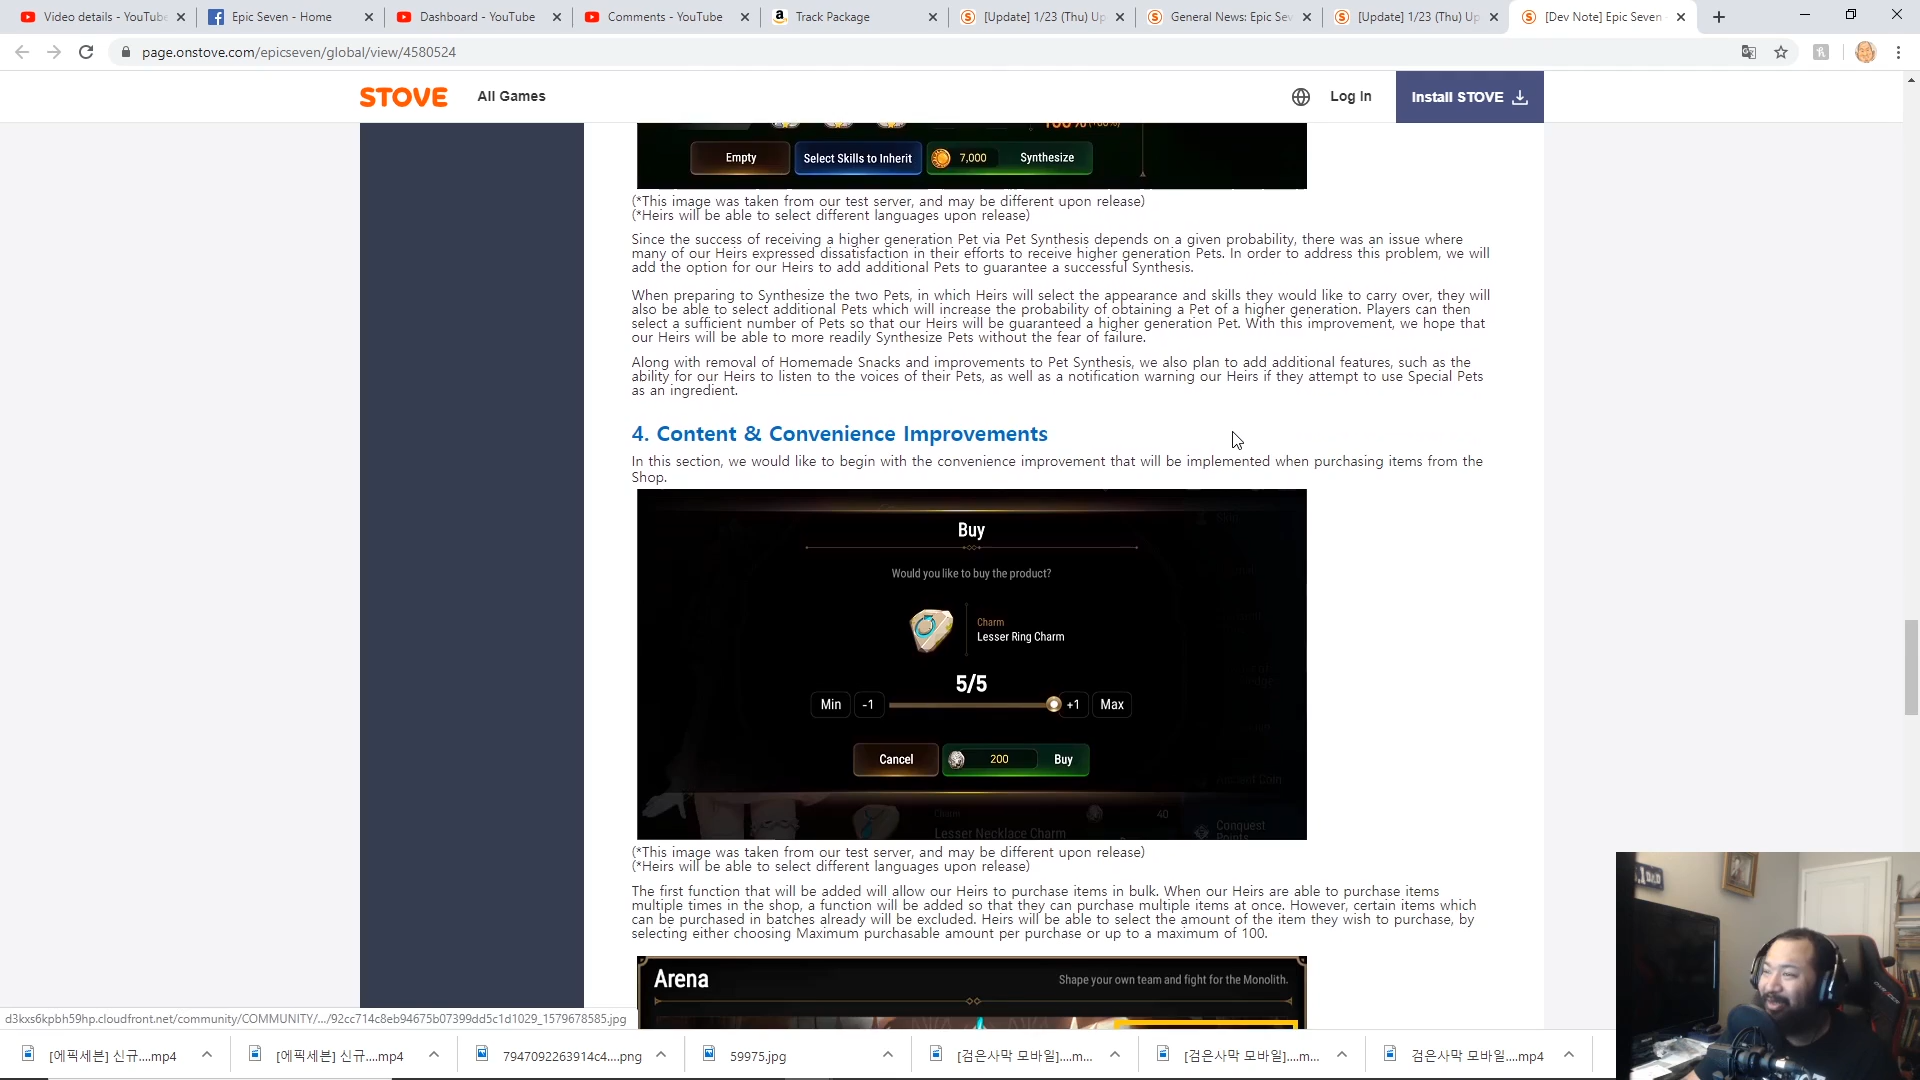 Video details - YouTube
Epic Seven - Home
Dashboard - YouTube
Comments - YouTube
Track Package
[Update] 1/23 (Thu) Up
General News: Epic Sev
[Update] 1/23 (Thu) Up
[Dev Note] Epic Seven
page.onstove.com/epicseven/global/view/4580524
STOVE
All Games
Log In
Install STOVE
Empty
Select Skills to Inherit
7,000
Synthesize
(*This image was taken from our test server, and may be different upon release)
(*Heirs will be able to select different languages upon release)
Since the success of receiving a higher generation Pet via Pet Synthesis depends on a given probability, there was an issue where
many of our Heirs expressed dissatisfaction in their efforts to receive higher generation Pets. In order to address this problem, we will
add the option for our Heirs to add additional Pets to guarantee a successful Synthesis.
When preparing to Synthesize the two Pets, in which Heirs will select the appearance and skills they would like to carry over, they will
also be able to select additional Pets which will increase the probability of obtaining a Pet of a higher generation. Players can then
select a sufficient number of Pets so that our Heirs will be guaranteed a higher generation Pet. With this improvement, we hope that
our Heirs will be able to more readily Synthesize Pets without the fear of failure.
Along with removal of Homemade Snacks and improvements to Pet Synthesis, we also plan to add additional features, such as the
ability for our Heirs to listen to the voices of their Pets, as well as a notification warning our Heirs if they attempt to use Special Pets
as an ingredient.
4. Content & Convenience Improvements
In this section, we would like to begin with the convenience improvement that will be implemented when purchasing items from the
Shop.
Buy
Would you like to buy the product?
Charm
Lesser Ring Charm
5/5
Min
-1
+1
Max
Cancel
200
Buy
Charm
Lesser Necklace Charm
40
Ancient Coin
Conquest
Points
(*This image was taken from our test server, and may be different upon release)
(*Heirs will be able to select different languages upon release)
The first function that will be added will allow our Heirs to purchase items in bulk. When our Heirs are able to purchase items
multiple times in the shop, a function will be added so that they can purchase multiple items at once. However, certain items which
can be purchased in batches already will be excluded. Heirs will be able to select the amount of the item they wish to purchase, by
selecting either choosing Maximum purchasable amount per purchase or up to a maximum of 100.
Arena
Shape your own team and fight for the Monolith.
d3kxs6kpbh59hp.cloudfront.net/community/COMMUNITY/.../92cc714c8eb94675b07399dd5c1d1029_1579678585.jpg
[에픽세븐] 신규....mp4
[에픽세븐] 신규....mp4
7947092263914c4....png
59975.jpg
[검은사막 모바일]....m...
[검은사막 모바일]....m...
검은사막 모바일....mp4